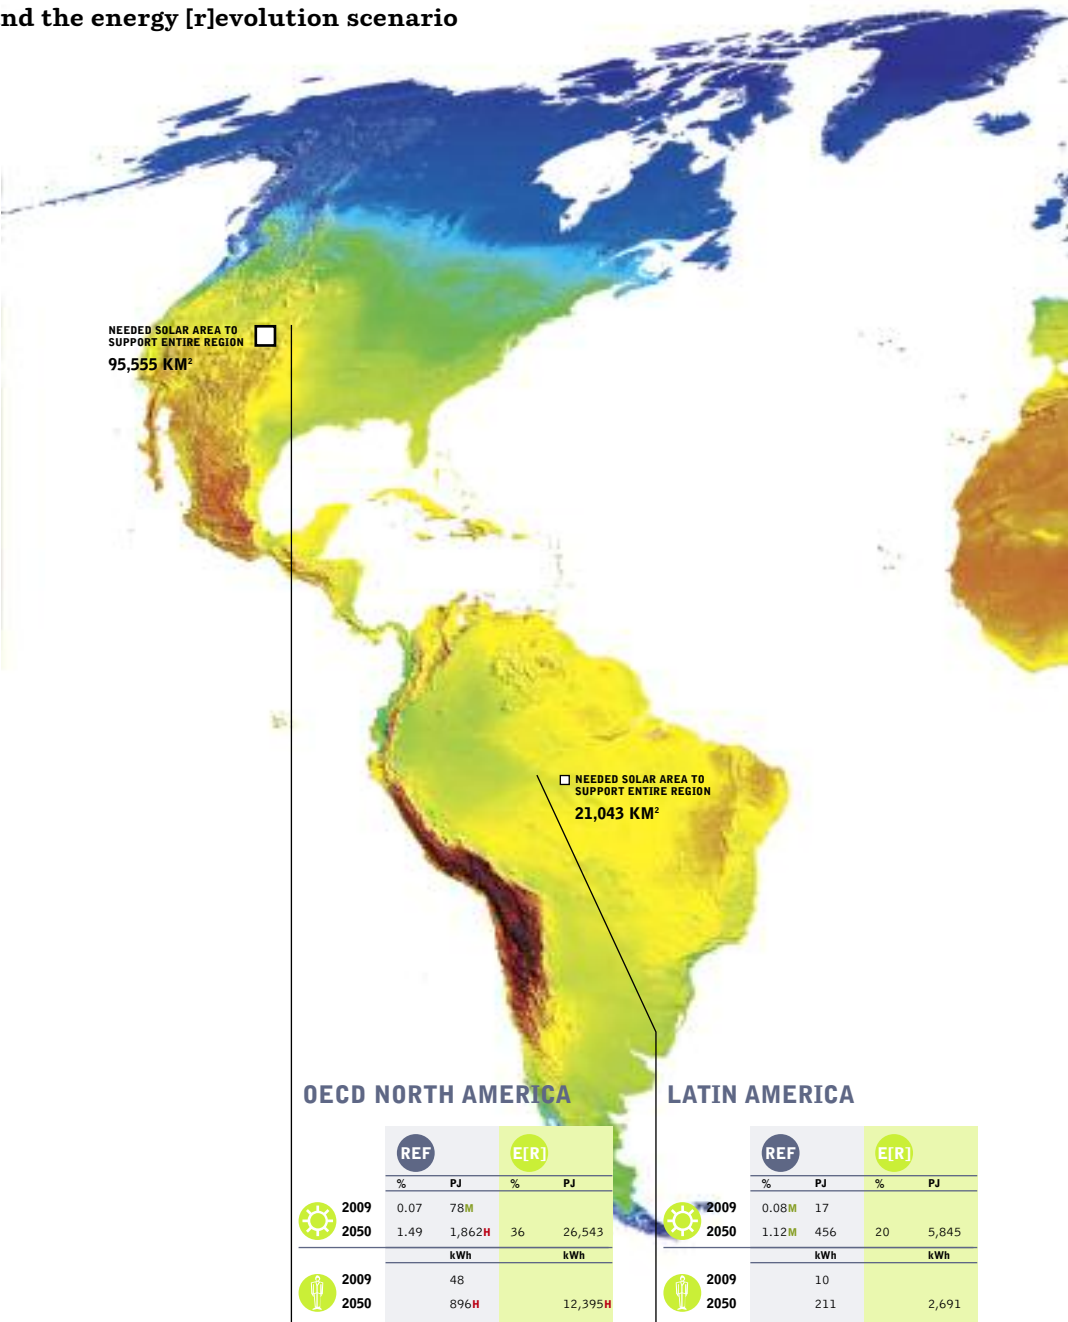 nd the energy [r]evolution scenario
NEEDED SOLAR AREA TO
SUPPORT ENTIRE REGION
95,555 KM²
NEEDED SOLAR AREA TO
SUPPORT ENTIRE REGION
21,043 KM²
OECD NORTH AMERICA
REF E[R]
% PJ % PJ
2009 0.07 78M
2050 1.49 1,862H 36 26,543
kWh kWh
2009 48
2050 896H 12,395H
LATIN AMERICA
REF E[R]
% PJ % PJ
2009 0.08M 17
2050 1.12M 456 20 5,845
kWh kWh
2009 10
2050 211 2,691